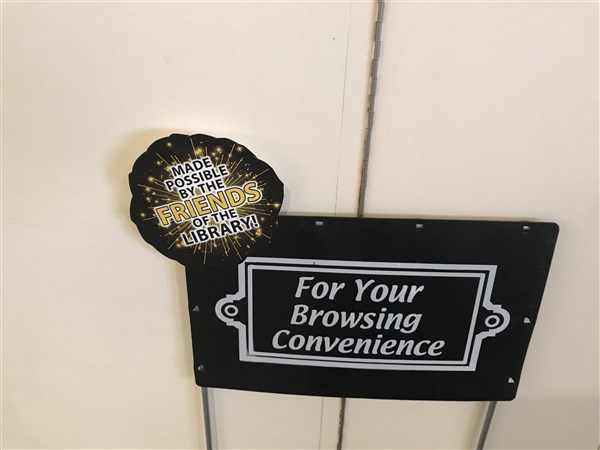 MADE
POSSIBLE
BY THE
FRIENDS
OF THE
LIBRARY!
For Your
Browsing
Convenience